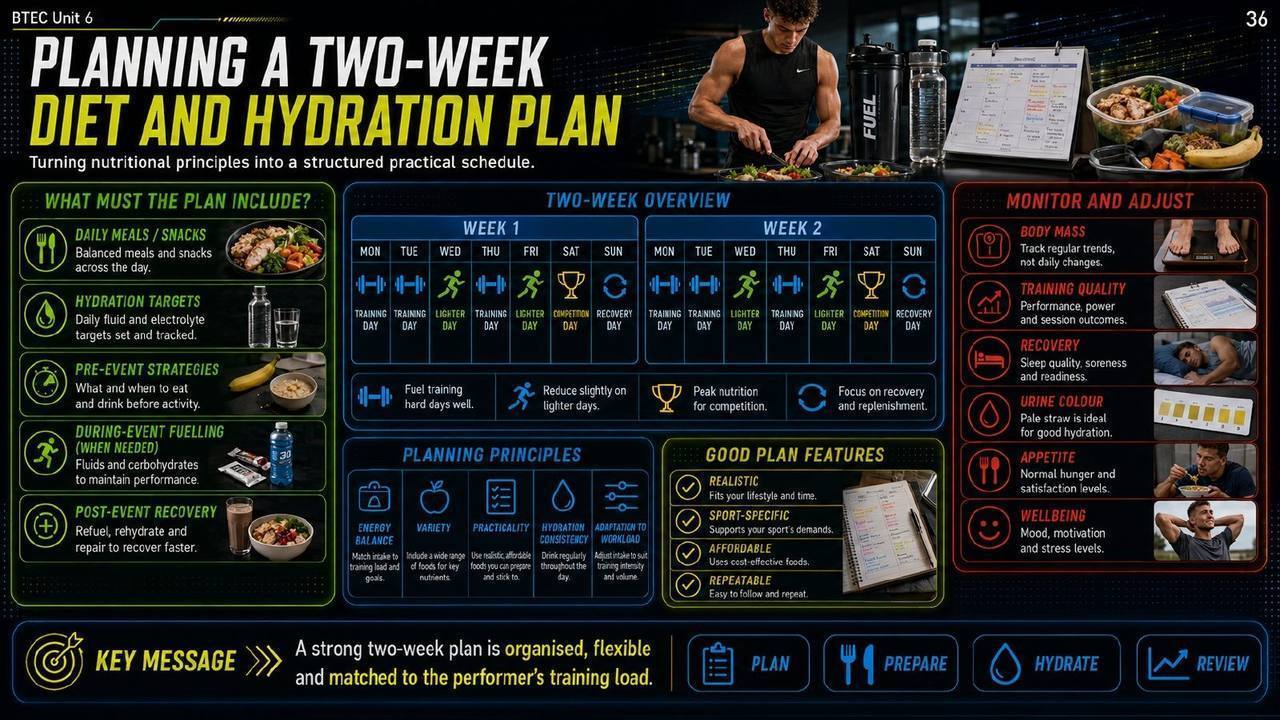 BTEC Unit 6
36
PLANNING A TWO-WEEK
DIET AND HYDRATION PLAN
Turning nutritional principles into a structured practical schedule.
FUEL
WHAT MUST THE PLAN INCLUDE?
DAILY MEALS / SNACKS
Balanced meals and snacks
across the day.
HYDRATION TARGETS
Daily fluid and electrolyte
targets set and tracked.
PRE-EVENT STRATEGIES
What and when to eat
and drink before activity.
DURING-EVENT FUELLING
(WHEN NEEDED)
Fluids and carbohydrates
to maintain performance.
30
POST-EVENT RECOVERY
Refuel, rehydrate and
repair to recover faster.
TWO-WEEK OVERVIEW
WEEK 1
MON TUE WED THU FRI SAT SUN
TRAINING DAY
TRAINING DAY
LIGHTER DAY
TRAINING DAY
LIGHTER DAY
COMPETITION DAY
RECOVERY DAY
WEEK 2
MON TUE WED THU FRI SAT SUN
TRAINING DAY
TRAINING DAY
LIGHTER DAY
TRAINING DAY
LIGHTER DAY
COMPETITION DAY
RECOVERY DAY
Fuel training
hard days well.
Reduce slightly on
lighter days.
Peak nutrition
for competition.
Focus on recovery
and replenishment.
PLANNING PRINCIPLES
ENERGY
BALANCE
Match intake to
training load and
goals.
VARIETY
Include a wide range
of foods for key
nutrients.
PRACTICALITY
Use realistic, affordable
foods you can prepare
and stick to.
HYDRATION
CONSISTENCY
Drink regularly
throughout the
day.
ADAPTATION TO
WORKLOAD
Adjust intake to suit
training intensity
and volume.
GOOD PLAN FEATURES
REALISTIC
Fits your lifestyle and time.
SPORT-SPECIFIC
Supports your sport's demands.
AFFORDABLE
Uses cost-effective foods.
REPEATABLE
Easy to follow and repeat.
MONITOR AND ADJUST
BODY MASS
Track regular trends,
not daily changes.
TRAINING QUALITY
Performance, power
and session outcomes.
RECOVERY
Sleep quality, soreness
and readiness.
URINE COLOUR
Pale straw is ideal
for good hydration.
APPETITE
Normal hunger and
satisfaction levels.
WELLBEING
Mood, motivation
and stress levels.
KEY MESSAGE
A strong two-week plan is organised, flexible
and matched to the performer's training load.
PLAN
PREPARE
HYDRATE
REVIEW